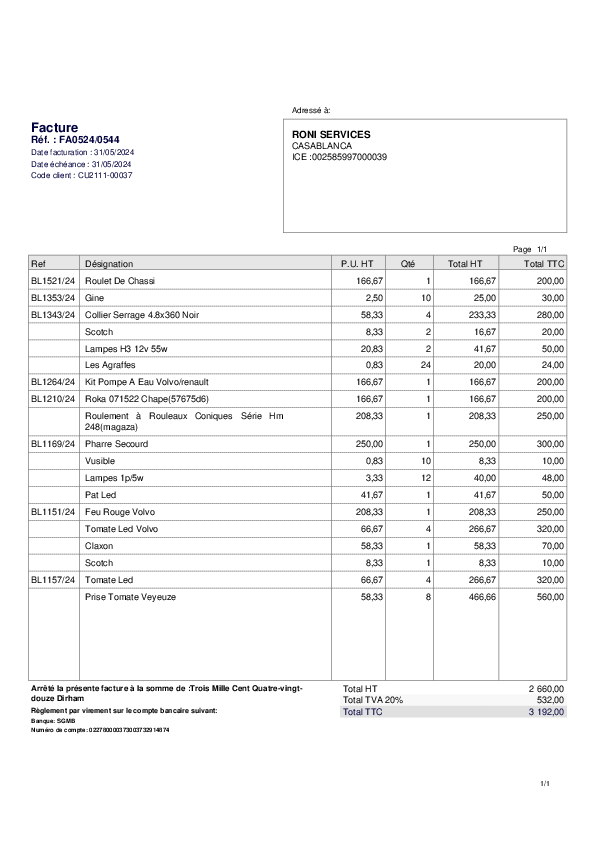 Adressé à:
Facture
Réf. : FA0524/0544
Date facturation : 31/05/2024
Date échéance : 31/05/2024
Code client : CU2111-00037
RONI SERVICES
CASABLANCA
ICE :002585997000039
Page 1/1
Ref Désignation P.U. HT Qté Total HT Total TTC
BL1521/24 Roulet De Chassi 166,67 1 166,67 200,00
BL1353/24 Gine 2,50 10 25,00 30,00
BL1343/24 Collier Serrage 4.8x360 Noir 58,33 4 233,33 280,00
Scotch 8,33 2 16,67 20,00
Lampes H3 12v 55w 20,83 2 41,67 50,00
Les Agraffes 0,83 24 20,00 24,00
BL1264/24 Kit Pompe A Eau Volvo/renault 166,67 1 166,67 200,00
BL1210/24 Roka 071522 Chape(57675d6) 166,67 1 166,67 200,00
Roulement à Rouleaux Coniques Série Hm 208,33 1 208,33 250,00
248(magaza)
BL1169/24 Pharre Secourd 250,00 1 250,00 300,00
Vusible 0,83 10 8,33 10,00
Lampes 1p/5w 3,33 12 40,00 48,00
Pat Led 41,67 1 41,67 50,00
BL1151/24 Feu Rouge Volvo 208,33 1 208,33 250,00
Tomate Led Volvo 66,67 4 266,67 320,00
Claxon 58,33 1 58,33 70,00
Scotch 8,33 1 8,33 10,00
BL1157/24 Tomate Led 66,67 4 266,67 320,00
Prise Tomate Veyeuze 58,33 8 466,66 560,00
Arrêté la présente facture à la somme de :Trois Mille Cent Quatre-vingt-
douze Dirham
Règlement par virement sur le compte bancaire suivant:
Banque: SGMB
Numéro de compte: 022780000373003732914874
Total HT 2 660,00
Total TVA 20% 532,00
Total TTC 3 192,00
1/1